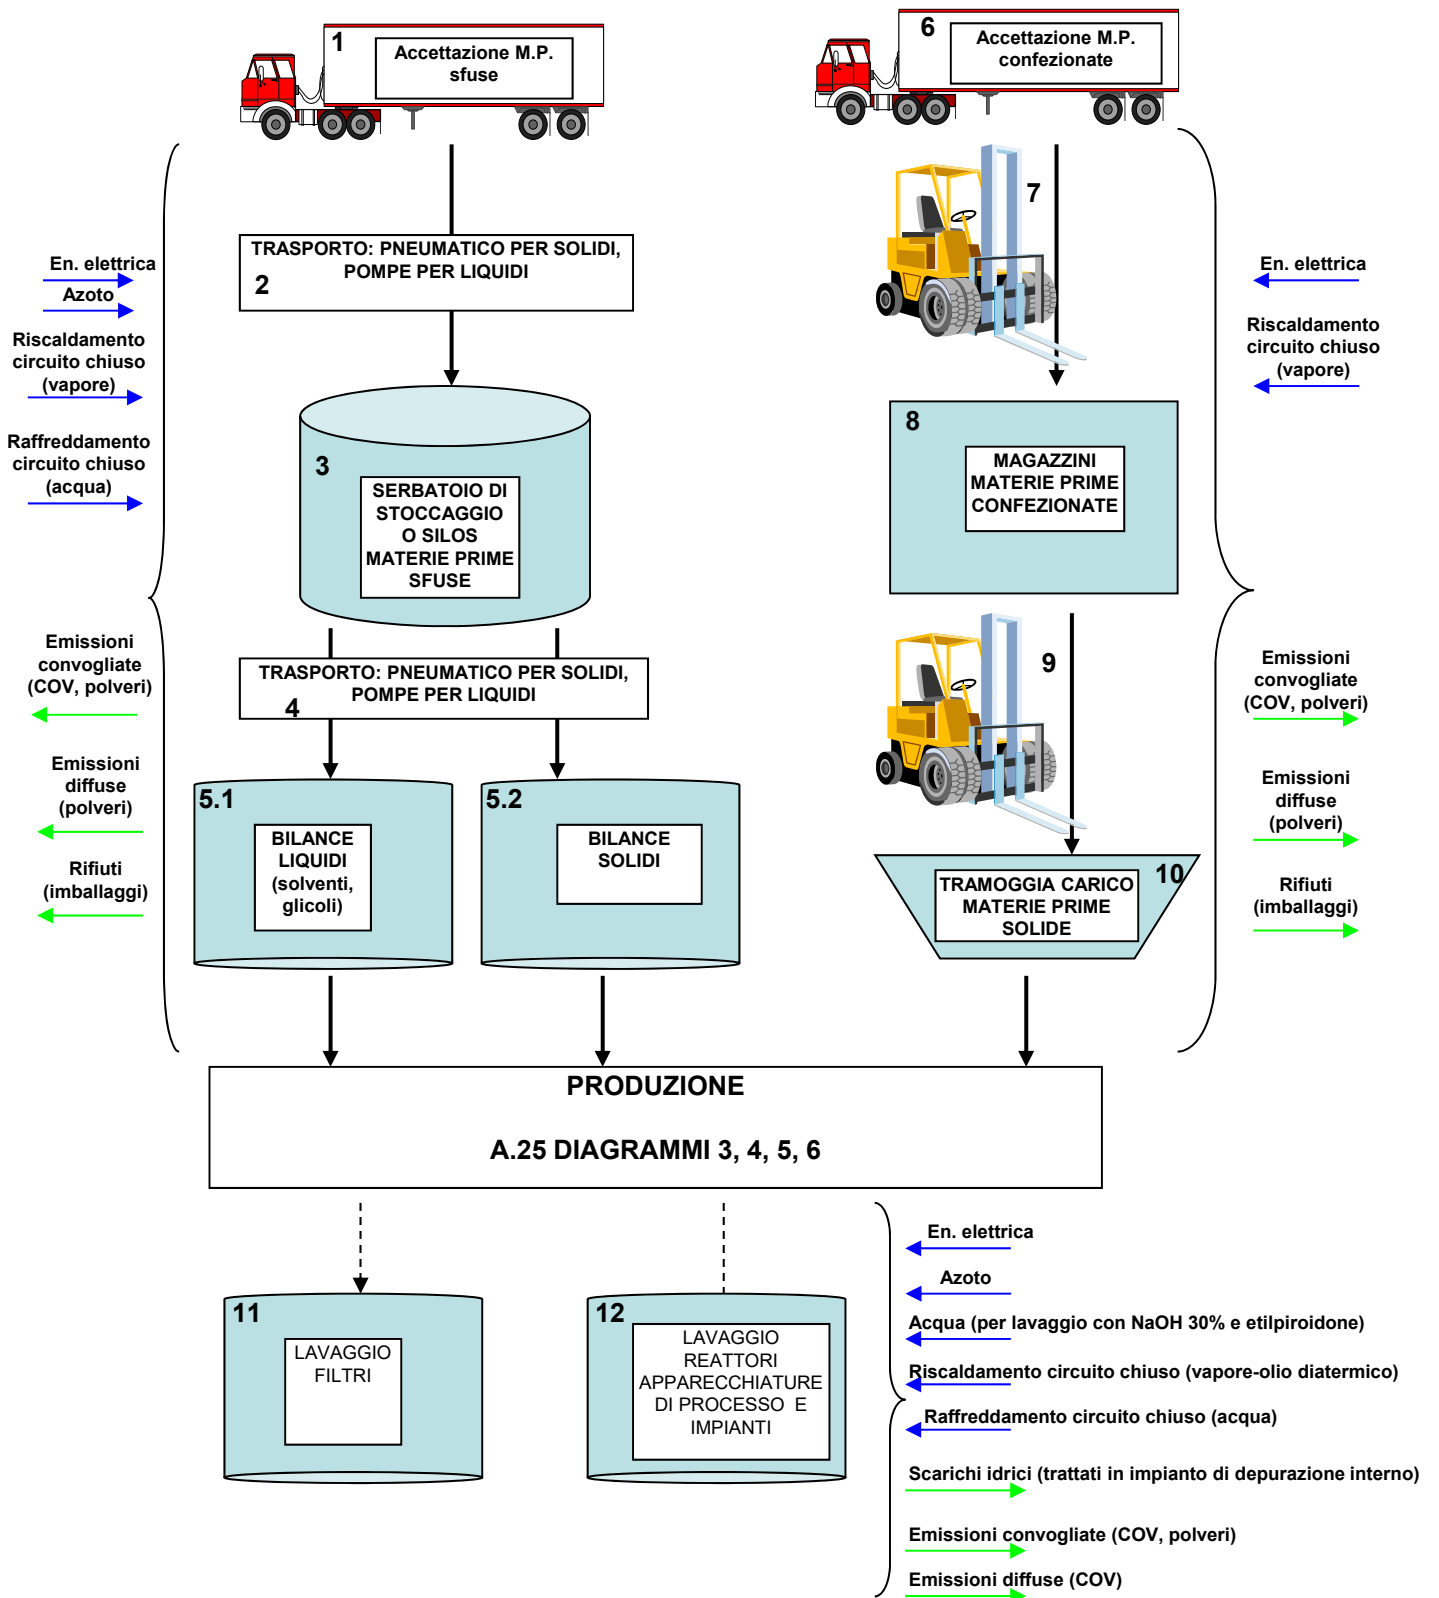 1
Accettazione M.P.
sfuse
6
Accettazione M.P.
confezionate
7
TRASPORTO: PNEUMATICO PER SOLIDI,
POMPE PER LIQUIDI
2
En. elettrica
Azoto
Riscaldamento
circuito chiuso
(vapore)
Raffreddamento
circuito chiuso
(acqua)
En. elettrica
Riscaldamento
circuito chiuso
(vapore)
3
SERBATOIO DI
STOCCAGGIO
O SILOS
MATERIE PRIME
SFUSE
8
MAGAZZINI
MATERIE PRIME
CONFEZIONATE
Emissioni
convogliate
(COV, polveri)
Emissioni
diffuse
(polveri)
Rifiuti
(imballaggi)
TRASPORTO: PNEUMATICO PER SOLIDI,
POMPE PER LIQUIDI
4
9
Emissioni
convogliate
(COV, polveri)
Emissioni
diffuse
(polveri)
Rifiuti
(imballaggi)
5.1
BILANCE
LIQUIDI
(solventi,
glicoli)
5.2
BILANCE
SOLIDI
10
TRAMOGGIA CARICO
MATERIE PRIME
SOLIDE
PRODUZIONE
A.25 DIAGRAMMI 3, 4, 5, 6
11
LAVAGGIO
FILTRI
12
LAVAGGIO
REATTORI
APPARECCHIATURE
DI PROCESSO E
IMPIANTI
En. elettrica
Azoto
Acqua (per lavaggio con NaOH 30% e etilpiroidone)
Riscaldamento circuito chiuso (vapore-olio diatermico)
Raffreddamento circuito chiuso (acqua)
Scarichi idrici (trattati in impianto di depurazione interno)
Emissioni convogliate (COV, polveri)
Emissioni diffuse (COV)